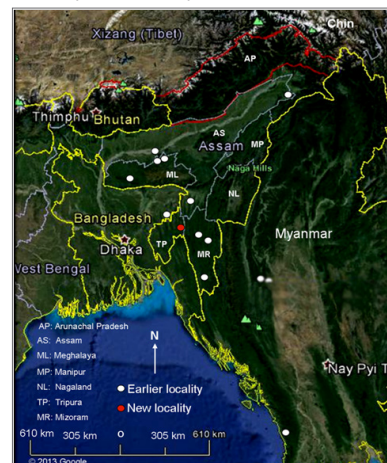 Chin
Xizang (Tibet)
AP
Thimphu
Bhutan
AS
Assam
MP
ML
Naga Hills
NL
Bangladesh
Dhaka
TP
MR
Myanmar
West Bengal
AP: Arunachal Pradesh
AS: Assam
ML: Meghalaya
MP: Manipur
NL: Nagaland
TP: Tripura
MR: Mizoram
N
Earlier locality
New locality
Nay Pyi T
610 km 305 km O 305 km 610 km
© 2013 Google